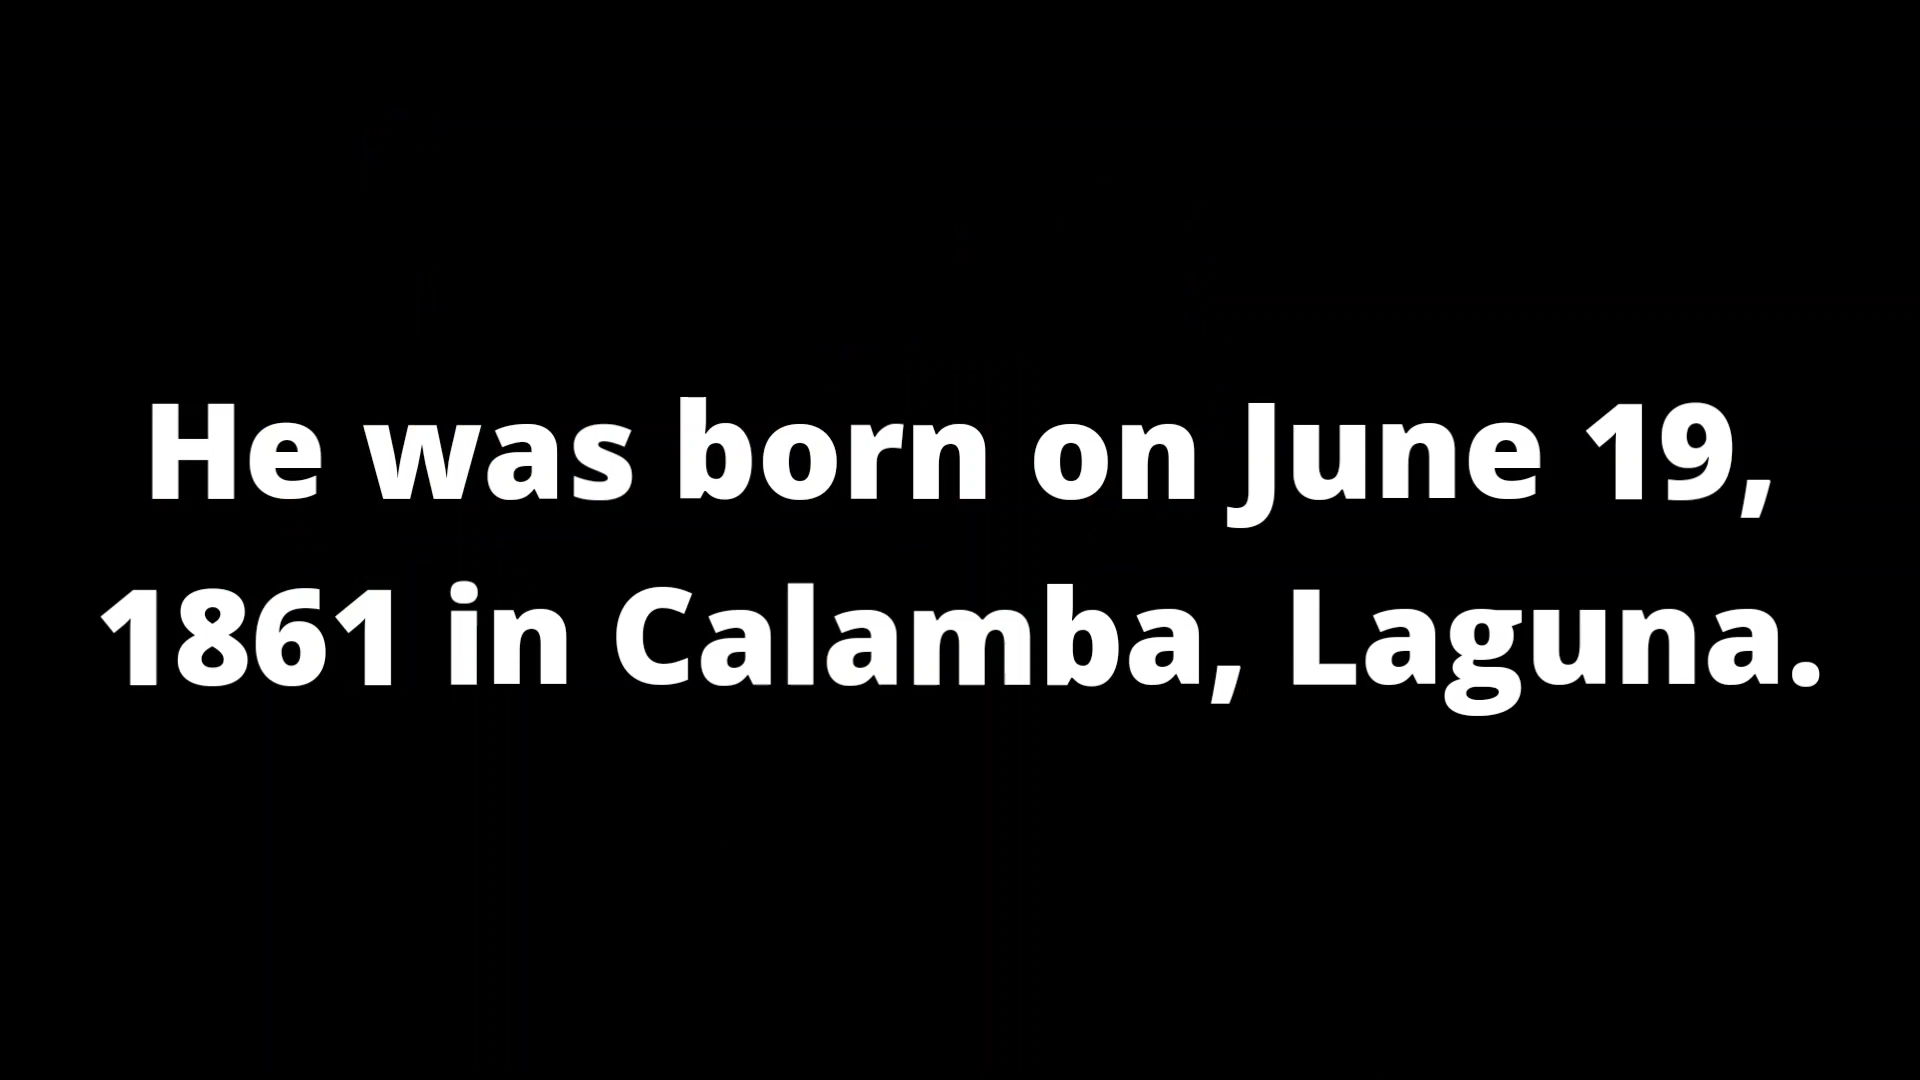 He was born on June 19,
1861 in Calamba, Laguna.